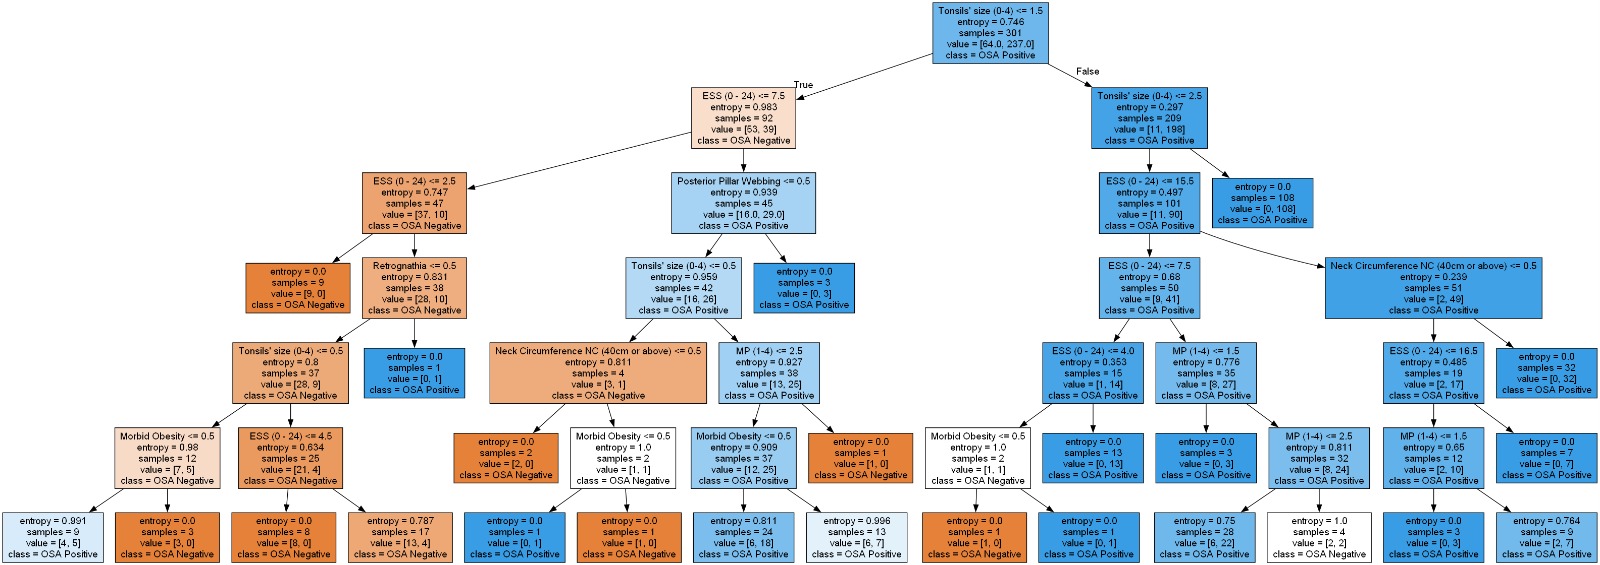 Tonsils' size (0-4) <= 1.5
entropy = 0.746
samples = 301
value = [64.0, 237.0]
class = OSA Positive
True
False
ESS (0 - 24) <= 7.5
entropy = 0.983
samples = 92
value = [53, 39]
class = OSA Negative
Tonsils' size (0-4) <= 2.5
entropy = 0.297
samples = 209
value = [11, 198]
class = OSA Positive
ESS (0 - 24) <= 2.5
entropy = 0.747
samples = 47
value = [37, 10]
class = OSA Negative
Posterior Pillar Webbing <= 0.5
entropy = 0.939
samples = 45
value = [16.0, 29.0]
class = OSA Positive
ESS (0 - 24) <= 15.5
entropy = 0.497
samples = 101
value = [11, 90]
class = OSA Positive
entropy = 0.0
samples = 108
value = [0, 108]
class = OSA Positive
entropy = 0.0
samples = 9
value = [9, 0]
class = OSA Negative
Retrognathia <= 0.5
entropy = 0.831
samples = 38
value = [28, 10]
class = OSA Negative
Tonsils' size (0-4) <= 0.5
entropy = 0.959
samples = 42
value = [16, 26]
class = OSA Positive
entropy = 0.0
samples = 3
value = [0, 3]
class = OSA Positive
ESS (0 - 24) <= 7.5
entropy = 0.68
samples = 50
value = [9, 41]
class = OSA Positive
Neck Circumference NC (40cm or above) <= 0.5
entropy = 0.239
samples = 51
value = [2, 49]
class = OSA Positive
Tonsils' size (0-4) <= 0.5
entropy = 0.8
samples = 37
value = [28, 9]
class = OSA Negative
entropy = 0.0
samples = 1
value = [0, 1]
class = OSA Positive
Neck Circumference NC (40cm or above) <= 0.5
entropy = 0.811
samples = 4
value = [3, 1]
class = OSA Negative
MP (1-4) <= 2.5
entropy = 0.927
samples = 38
value = [13, 25]
class = OSA Positive
ESS (0 - 24) <= 4.0
entropy = 0.353
samples = 15
value = [1, 14]
class = OSA Positive
MP (1-4) <= 1.5
entropy = 0.776
samples = 35
value = [8, 27]
class = OSA Positive
ESS (0 - 24) <= 16.5
entropy = 0.485
samples = 19
value = [2, 17]
class = OSA Positive
entropy = 0.0
samples = 32
value = [0, 32]
class = OSA Positive
Morbid Obesity <= 0.5
entropy = 0.98
samples = 12
value = [7, 5]
class = OSA Negative
ESS (0 - 24) <= 4.5
entropy = 0.634
samples = 25
value = [21, 4]
class = OSA Negative
entropy = 0.0
samples = 2
value = [2, 0]
class = OSA Negative
Morbid Obesity <= 0.5
entropy = 1.0
samples = 2
value = [1, 1]
class = OSA Negative
Morbid Obesity <= 0.5
entropy = 0.909
samples = 37
value = [12, 25]
class = OSA Positive
entropy = 0.0
samples = 1
value = [1, 0]
class = OSA Negative
Morbid Obesity <= 0.5
entropy = 1.0
samples = 2
value = [1, 1]
class = OSA Negative
entropy = 0.0
samples = 13
value = [0, 13]
class = OSA Positive
entropy = 0.0
samples = 3
value = [0, 3]
class = OSA Positive
MP (1-4) <= 2.5
entropy = 0.811
samples = 32
value = [8, 24]
class = OSA Positive
MP (1-4) <= 1.5
entropy = 0.65
samples = 12
value = [2, 10]
class = OSA Positive
entropy = 0.0
samples = 7
value = [0, 7]
class = OSA Positive
entropy = 0.991
samples = 9
value = [4, 5]
class = OSA Positive
entropy = 0.0
samples = 3
value = [3, 0]
class = OSA Negative
entropy = 0.0
samples = 8
value = [8, 0]
class = OSA Negative
entropy = 0.787
samples = 17
value = [13, 4]
class = OSA Negative
entropy = 0.0
samples = 1
value = [0, 1]
class = OSA Positive
entropy = 0.0
samples = 1
value = [1, 0]
class = OSA Negative
entropy = 0.811
samples = 24
value = [6, 18]
class = OSA Positive
entropy = 0.996
samples = 13
value = [6, 7]
class = OSA Positive
entropy = 0.0
samples = 1
value = [1, 0]
class = OSA Negative
entropy = 0.0
samples = 1
value = [0, 1]
class = OSA Positive
entropy = 0.75
samples = 28
value = [6, 22]
class = OSA Positive
entropy = 1.0
samples = 4
value = [2, 2]
class = OSA Negative
entropy = 0.0
samples = 3
value = [0, 3]
class = OSA Positive
entropy = 0.764
samples = 9
value = [2, 7]
class = OSA Positive